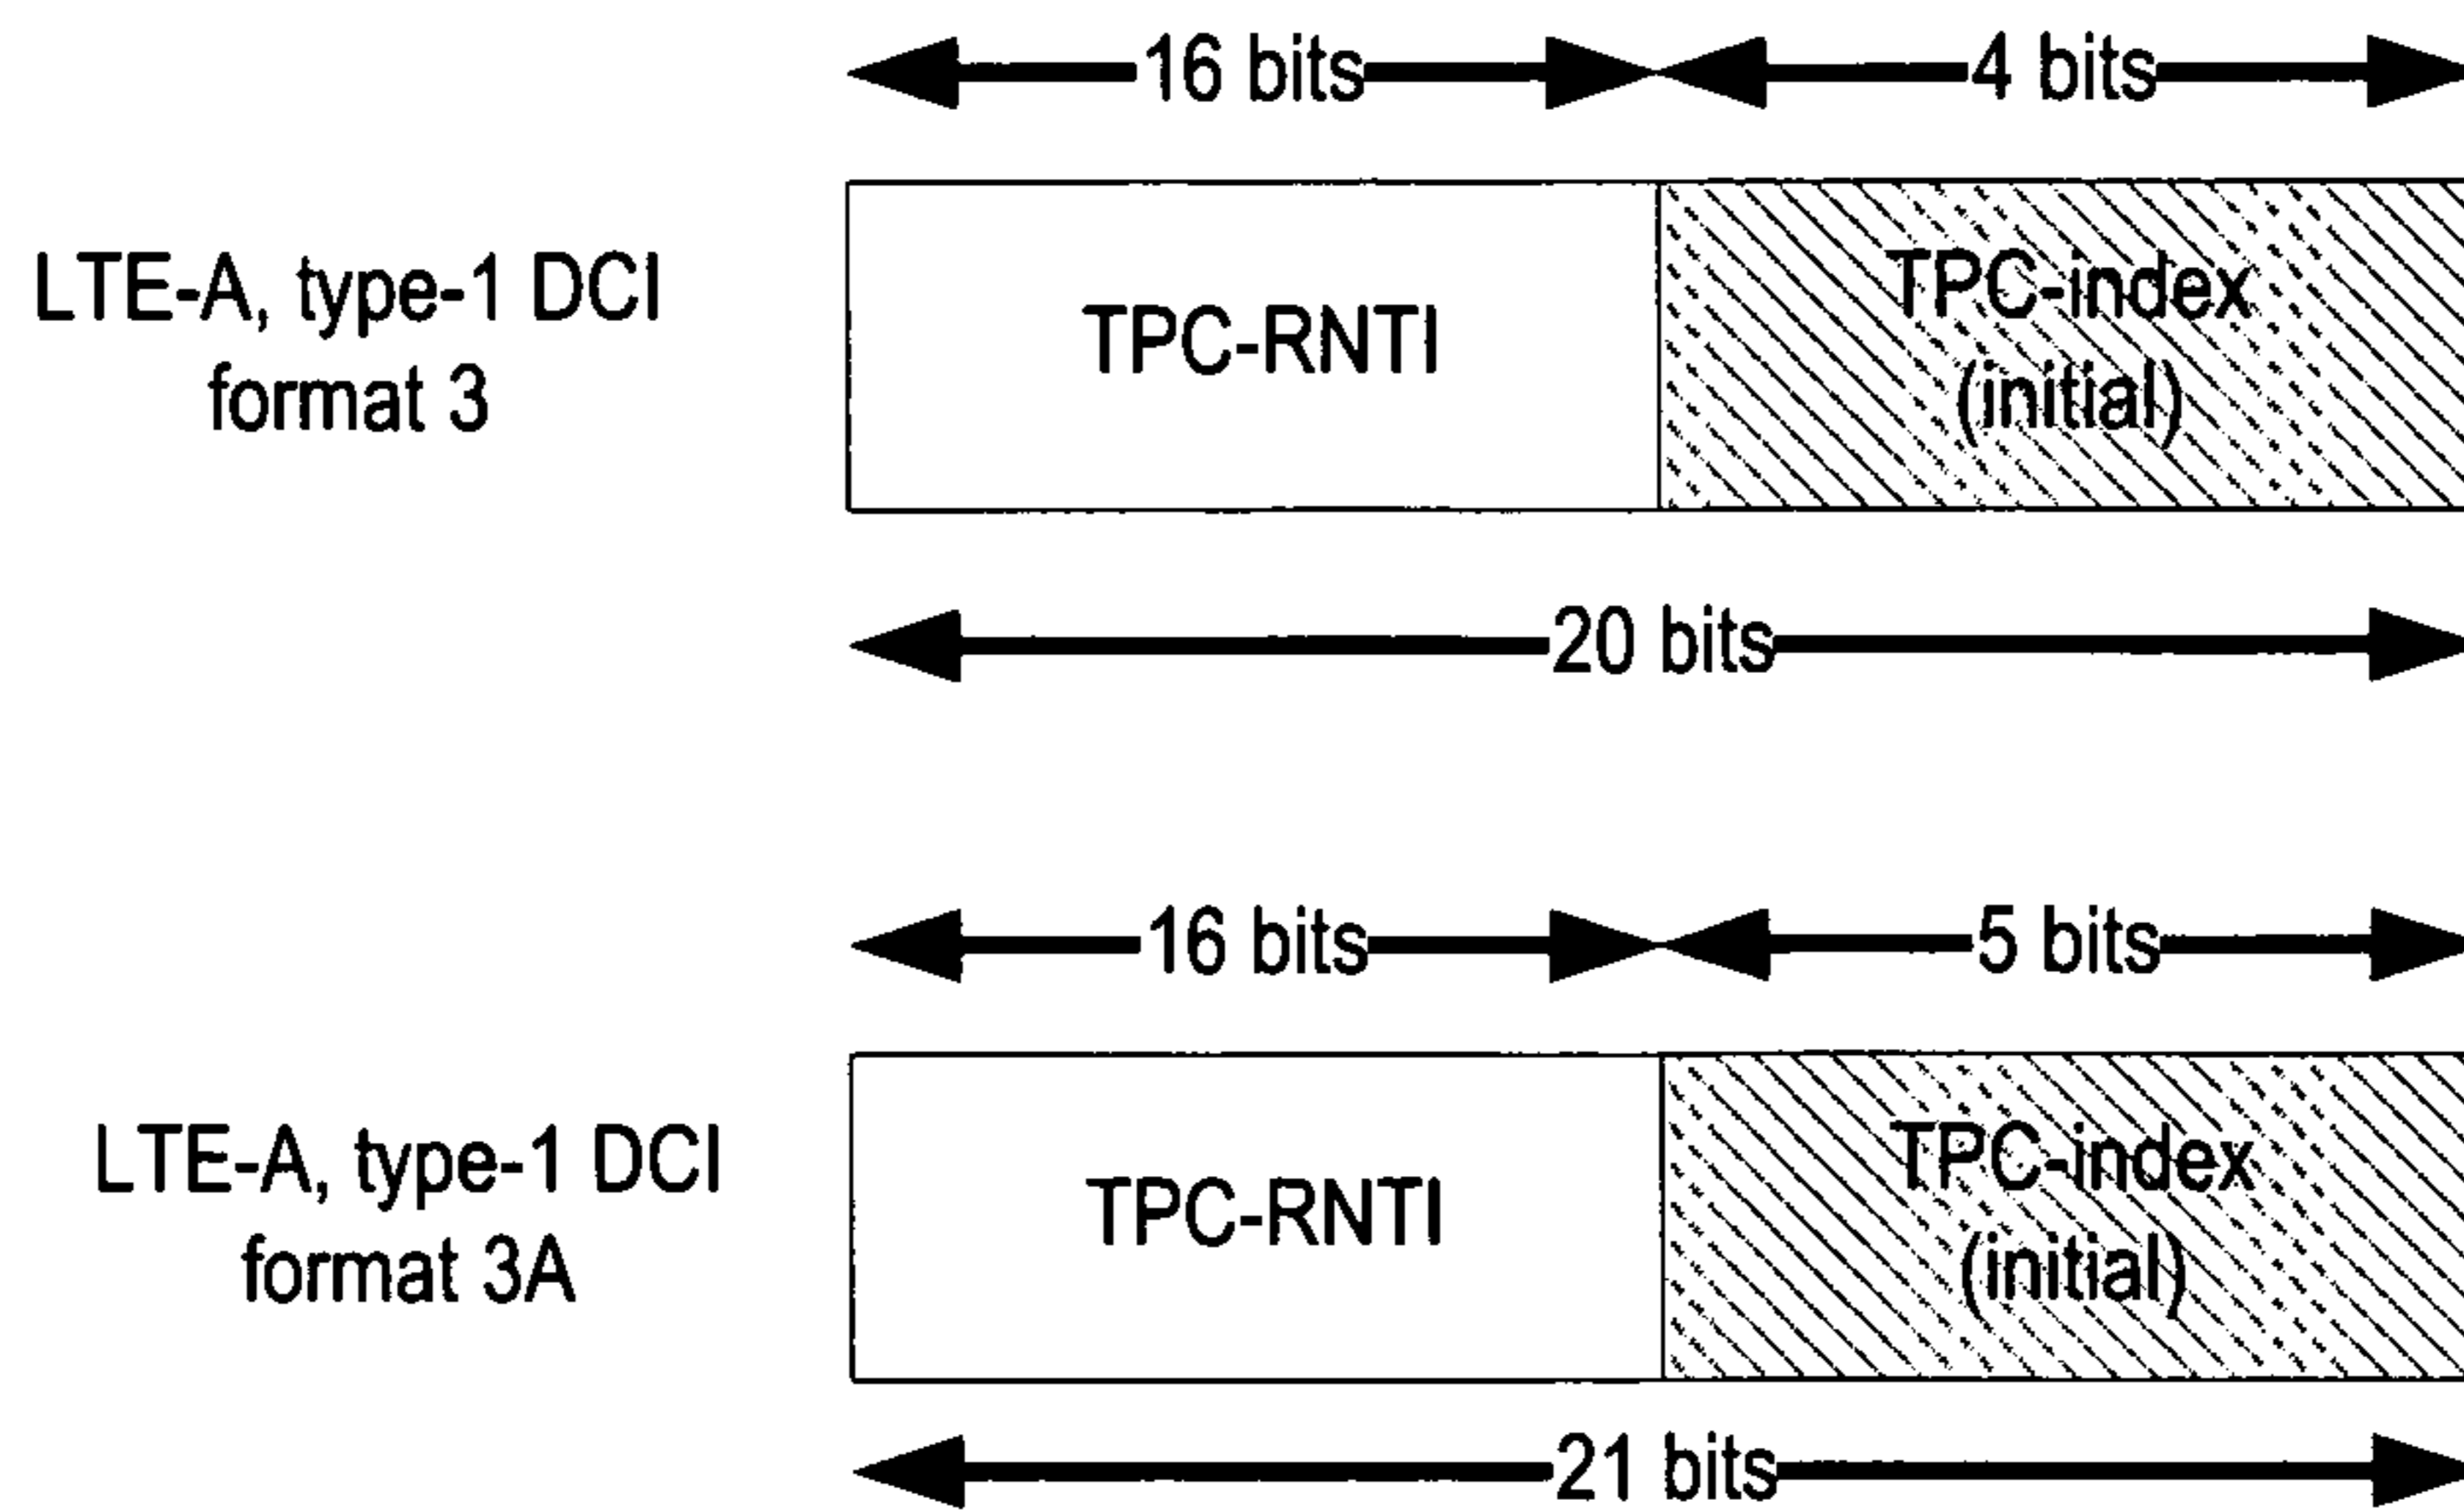 16 bits 4 bits
LTE-A, type-1 DCI
format 3
TPC-RNTI
TPC-index
(initial)
20 bits
16 bits 5 bits
LTE-A, type-1 DCI
format 3A
TPC-RNTI
TPC-index
(initial)
21 bits